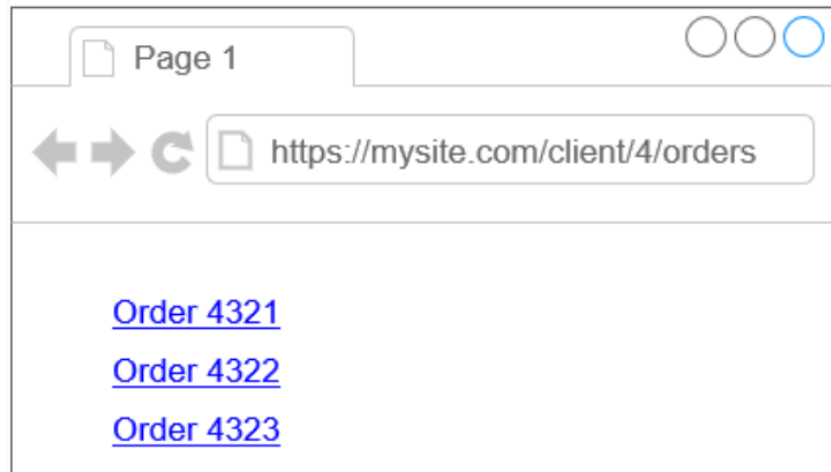 Page 1
https://mysite.com/client/4/orders
Order 4321
Order 4322
Order 4323